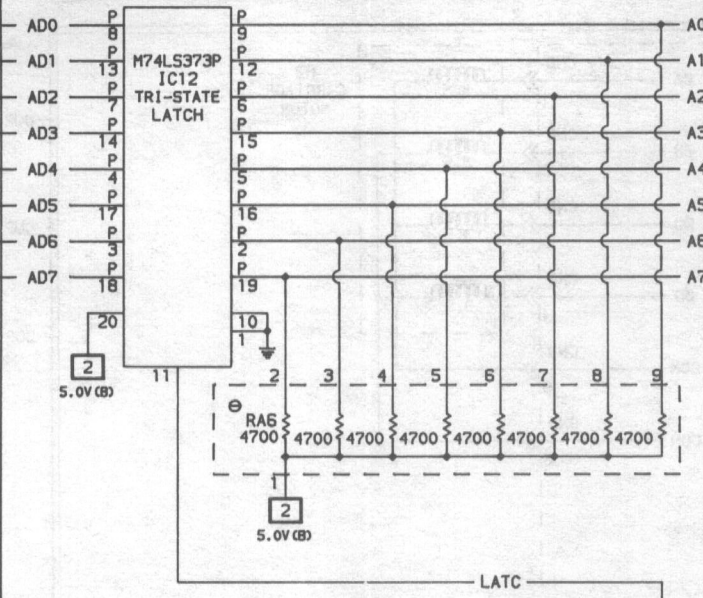 AD0 P 8 P 9 A0
AD1 P 13 P 12 A1
AD2 P 7 P 6 A2
AD3 P 14 P 15 A3
AD4 P 4 P 5 A4
AD5 P 17 P 16 A5
AD6 P 3 P 2 A6
AD7 P 18 P 19 A7
M74LS373P
IC12
TRI-STATE
LATCH
20 10
1
2
5.0V(B)
11
2 3 4 5 6 7 8 9
RA6
4700 4700 4700 4700 4700 4700 4700 4700
1
2
5.0V(B)
LATC